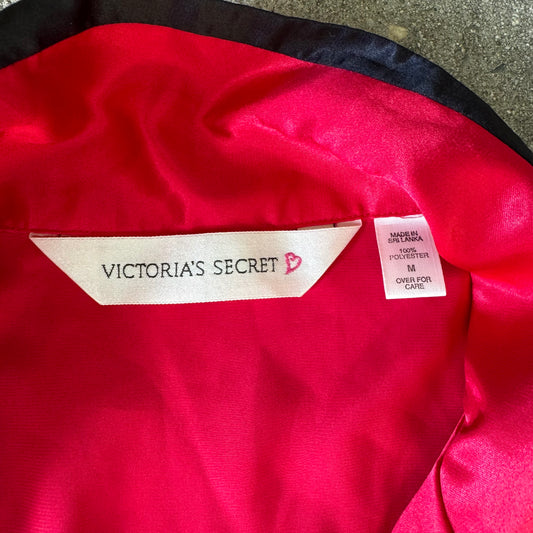 VICTORIA'S SECRET
MADE IN
SRI LANKA
100%
POLYESTER
M
OVER FOR
CARE